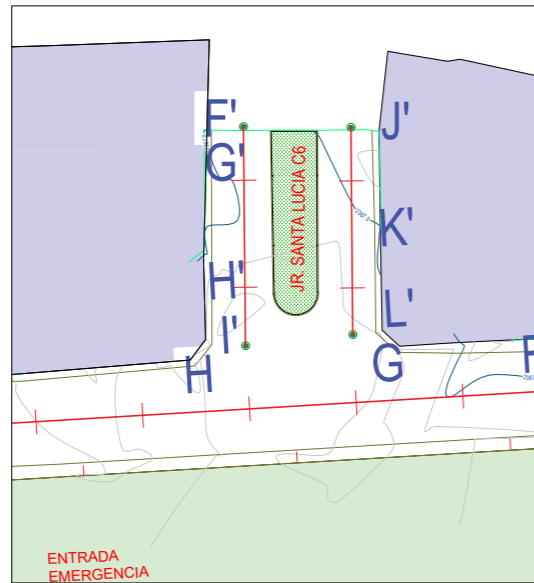 F'
J'
G'
JR. SANTA LUCIA C6
K'
H'
L'
I'
H
G
F
ENTRADA
EMERGENCIA